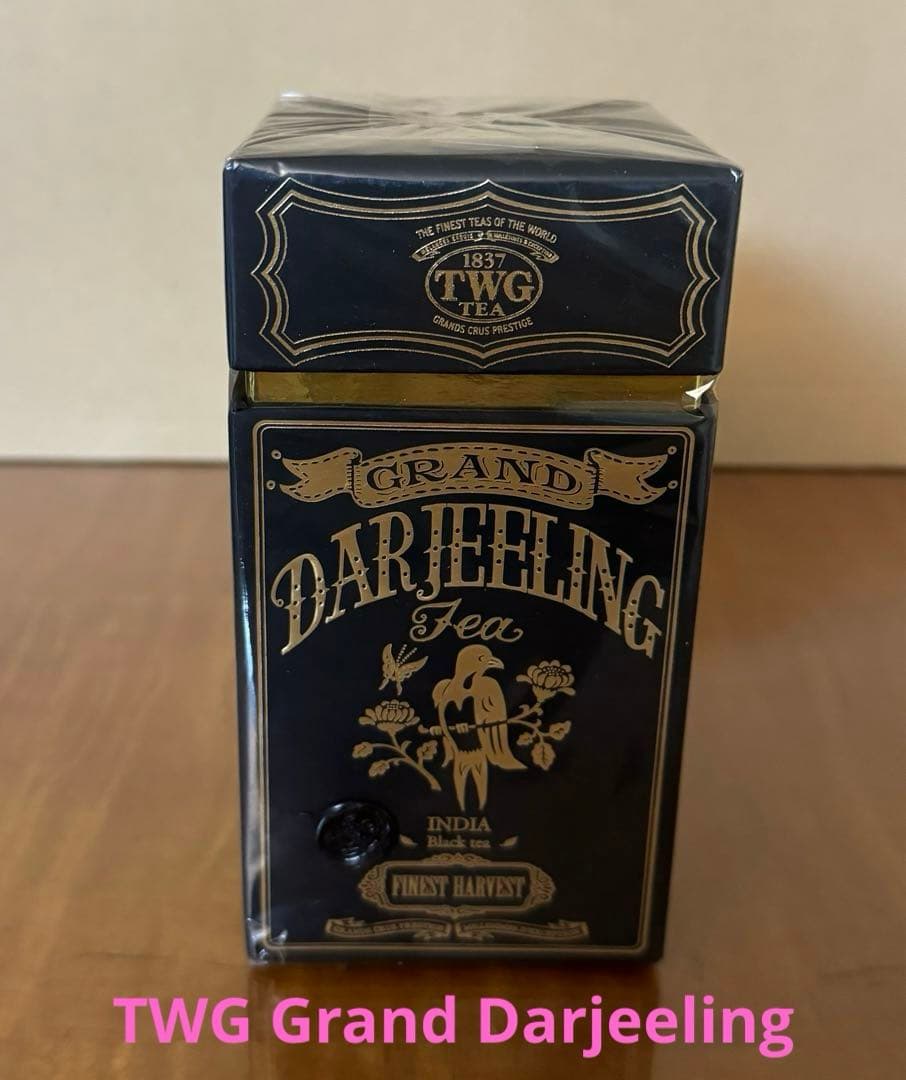 THE FINEST TEAS OF THE WORLD
1837
TWG
TEA
GRANDS CRUS PRESTIGE
GRAND
DARJEELING
Tea
INDIA
Black tea
FINEST HARVEST
TWG Grand Darjeeling